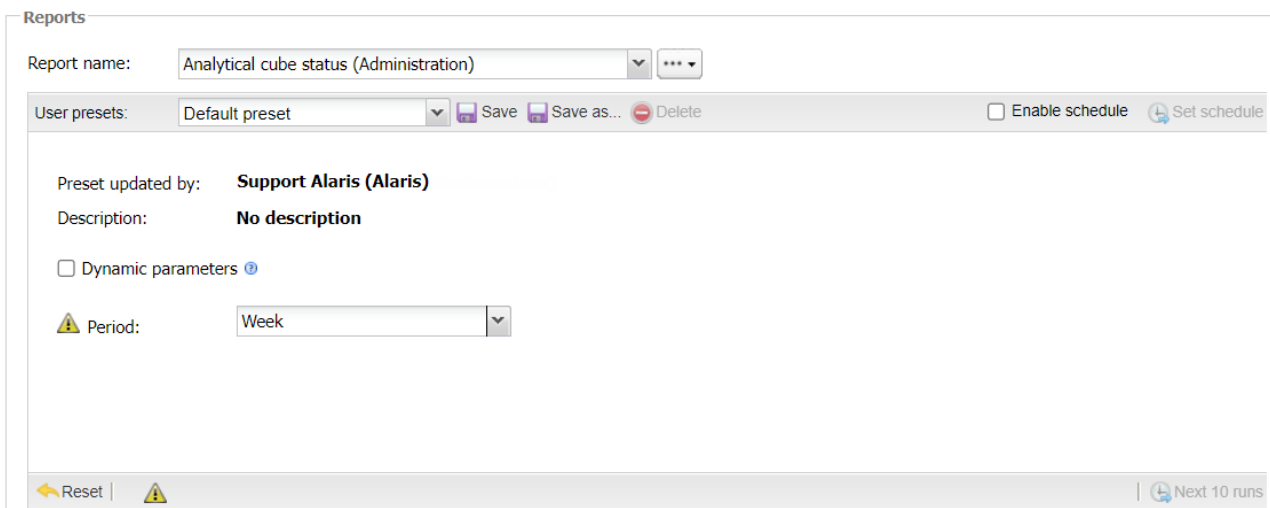 Reports
Report name: Analytical cube status (Administration)
User presets: Default preset Save Save as... Delete Enable schedule Set schedule
Preset updated by: Support Alaris (Alaris)
Description: No description
Dynamic parameters
Period: Week
Reset Next 10 runs